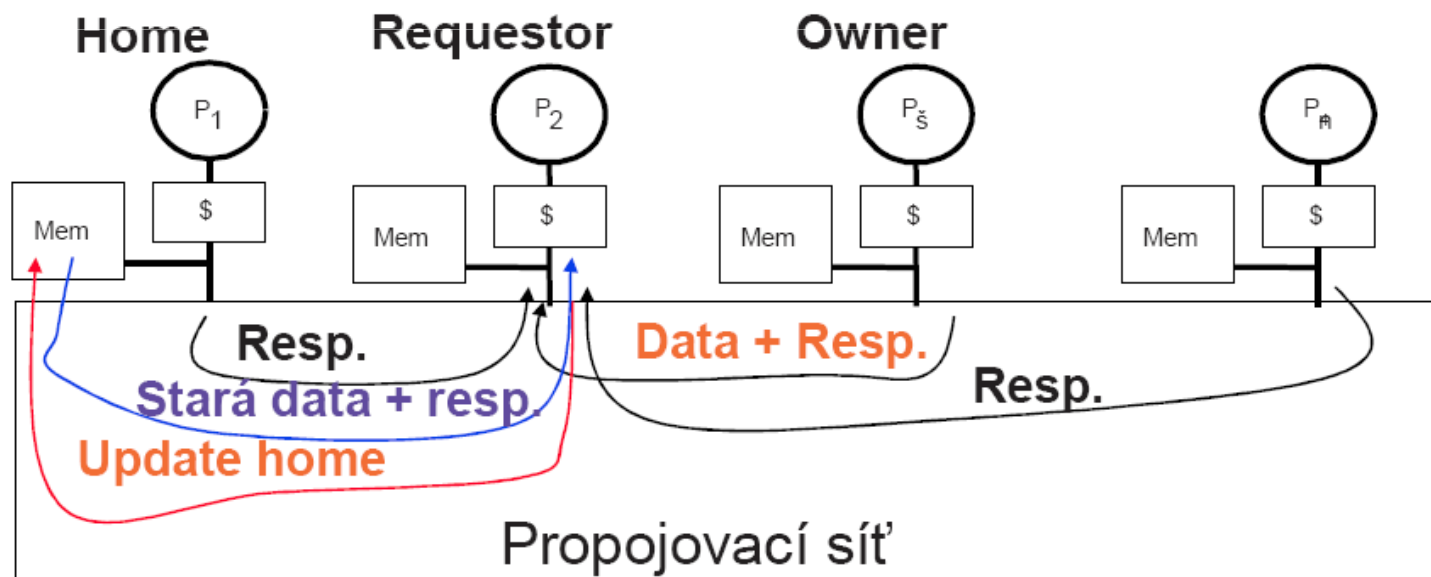 Home Requestor Owner
P1 P2 Pš
$ $ $ $
Mem Mem Mem Mem
Resp. Data + Resp.
Stará data + resp. Resp.
Update home
Propojovací síť